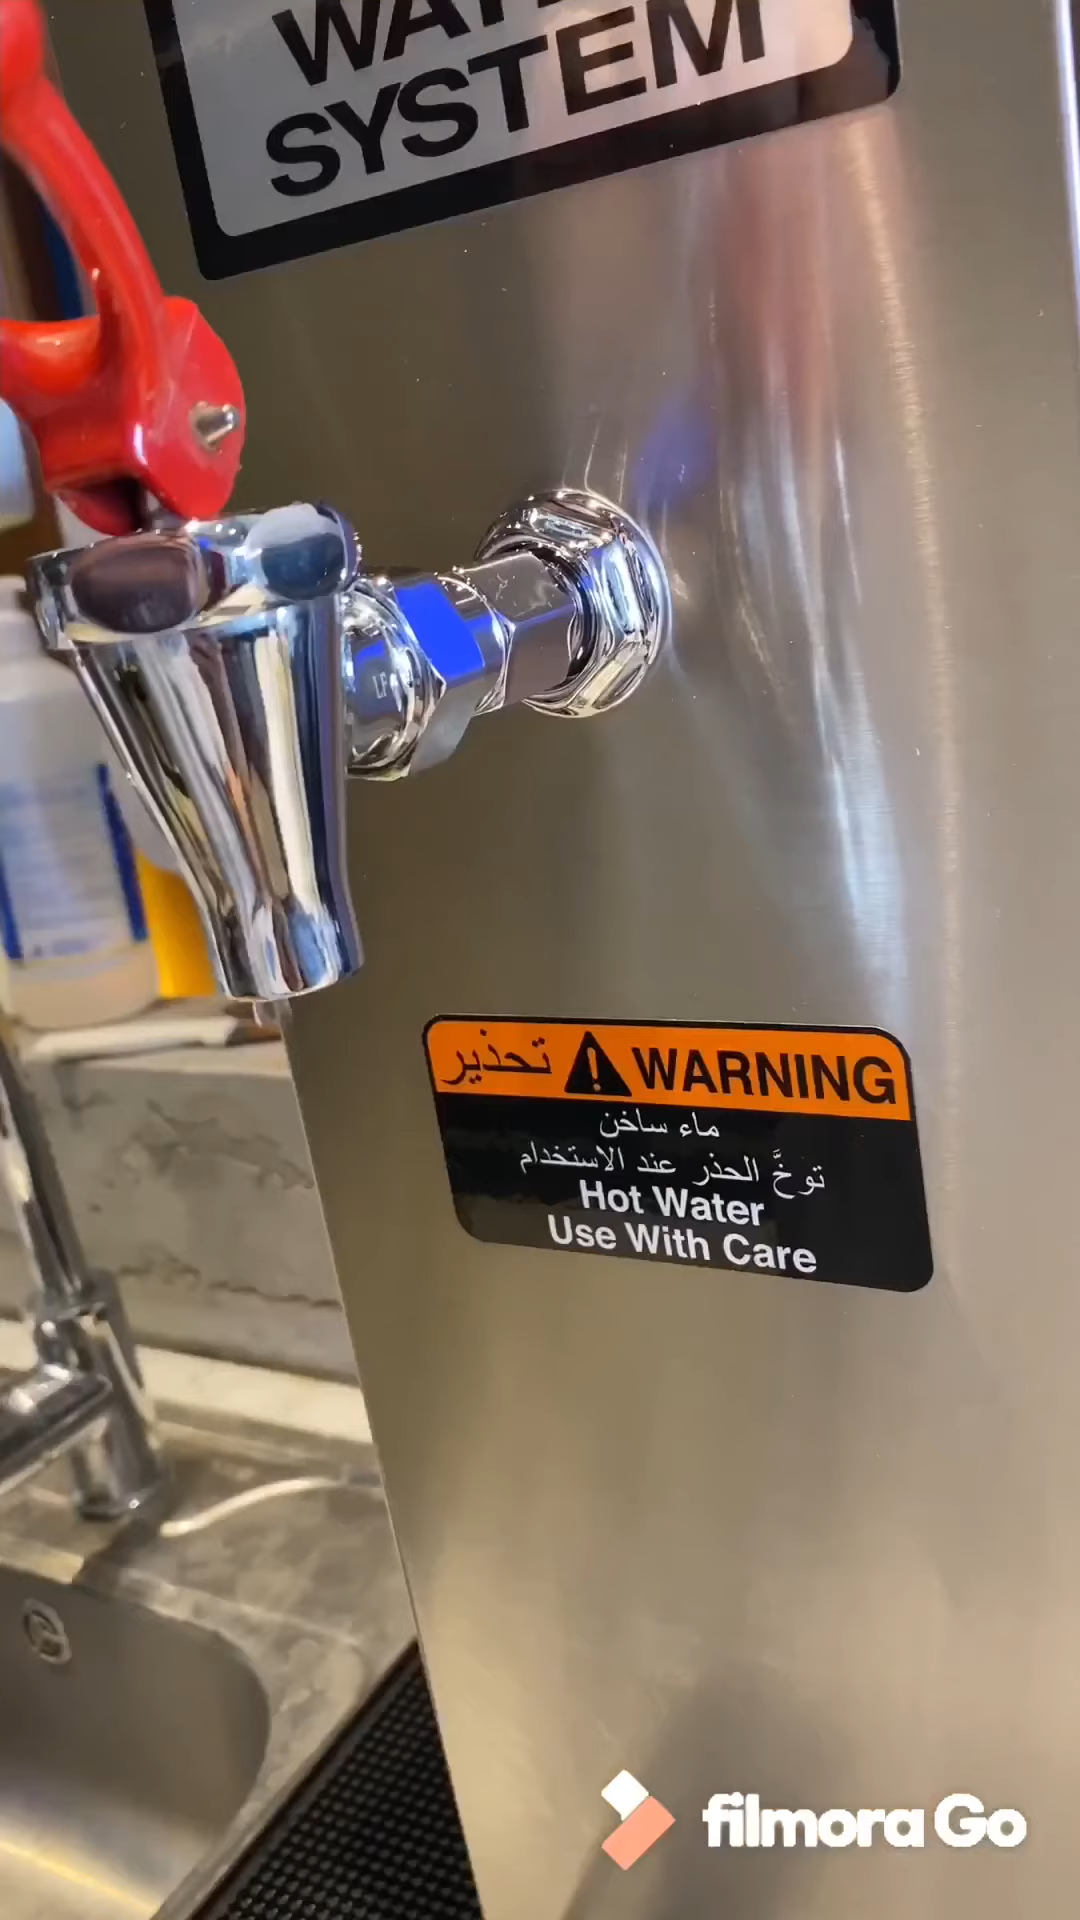 SYSTEM
تحذير WARNING
ماء ساخن
توخَّ الحذر عند الاستخدام
Hot Water
Use With Care
filmora Go